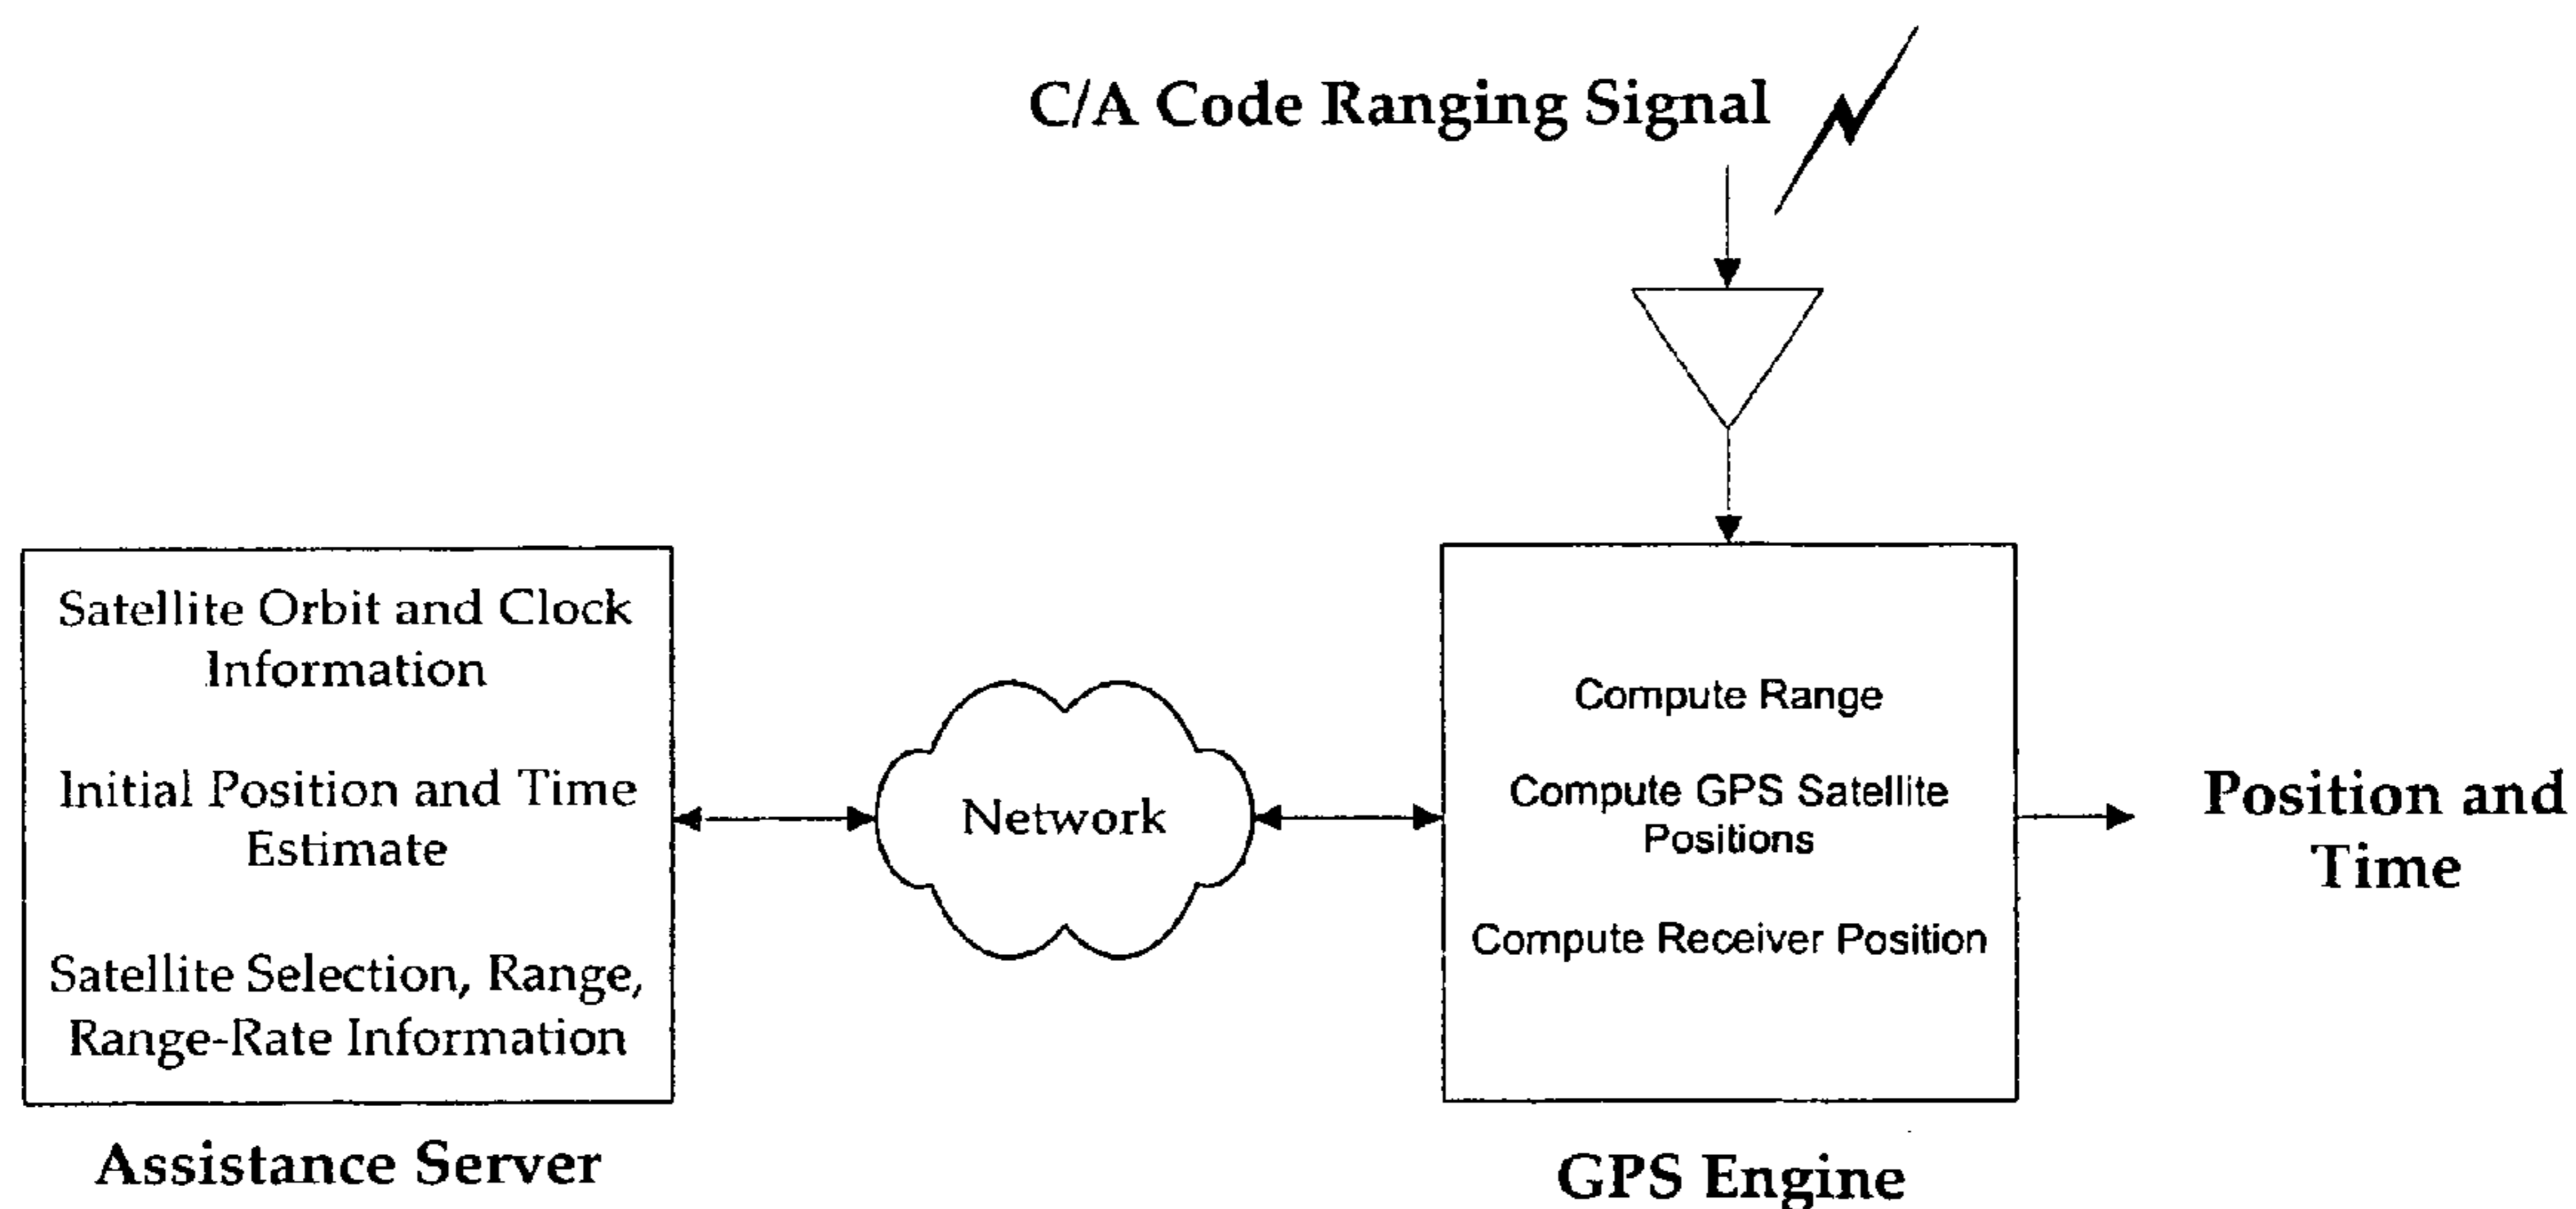 C/A Code Ranging Signal
Satellite Orbit and Clock
Information
Initial Position and Time
Estimate
Satellite Selection, Range,
Range-Rate Information
Assistance Server
Network
Compute Range
Compute GPS Satellite
Positions
Compute Receiver Position
GPS Engine
Position and
Time